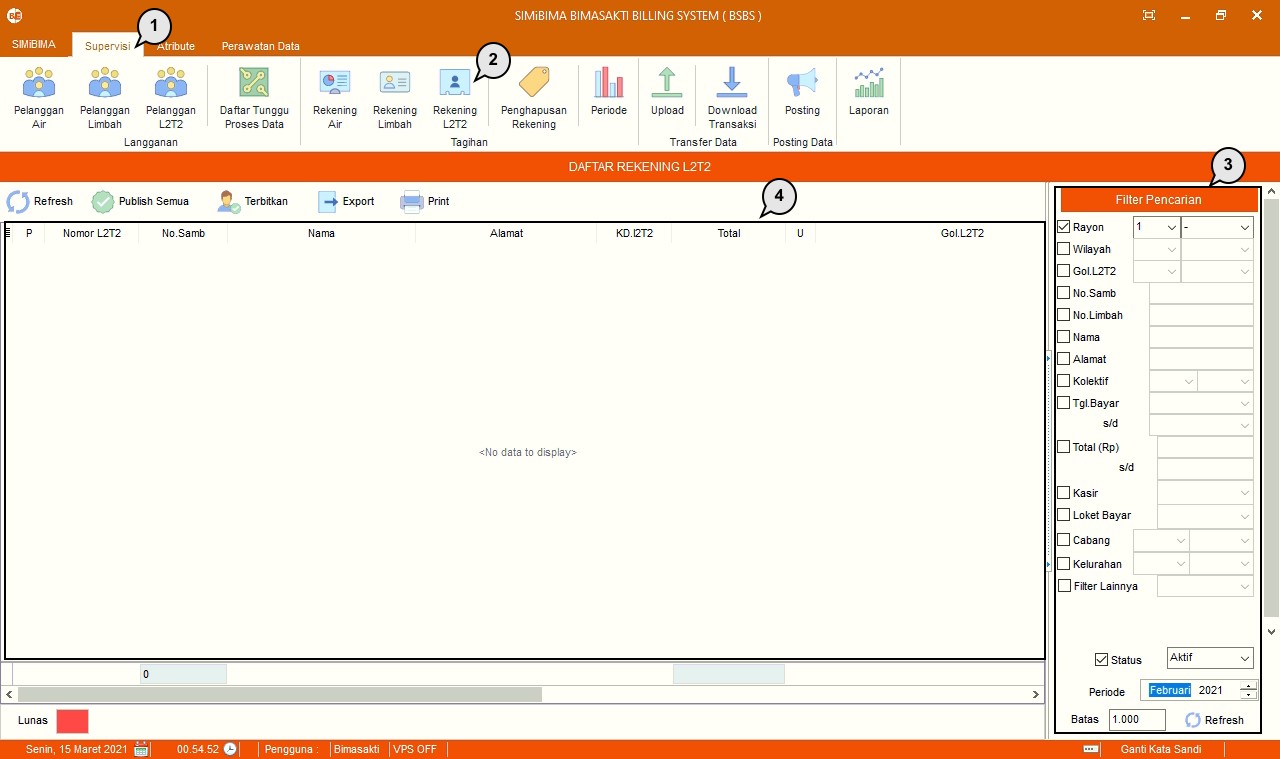 SIMiBIMA BIMASAKTI BILLING SYSTEM ( BSBS )
1
SIMiBIMA Supervisi Atribute Perawatan Data
2
Pelanggan Air
Pelanggan Limbah
Pelanggan L2T2
Daftar Tunggu Proses Data
Rekening Air
Rekening Limbah
Rekening L2T2
Penghapusan Rekening
Periode
Upload
Download Transaksi
Posting
Laporan
Langganan Tagihan Transfer Data Posting Data
DAFTAR REKENING L2T2
3
Refresh Publish Semua Terbitkan Export Print
4
P Nomor L2T2 No.Samb Nama Alamat KD.l2T2 Total U Gol.L2T2
<No data to display>
0
Lunas
Filter Pencarian
Rayon 1 -
Wilayah
Gol.L2T2
No.Samb
No.Limbah
Nama
Alamat
Kolektif
Tgl.Bayar
s/d
Total (Rp)
s/d
Kasir
Loket Bayar
Cabang
Kelurahan
Filter Lainnya
Status Aktif
Periode Februari 2021
Batas 1.000 Refresh
Senin, 15 Maret 2021 00.54.52 Pengguna : Bimasakti VPS OFF Ganti Kata Sandi